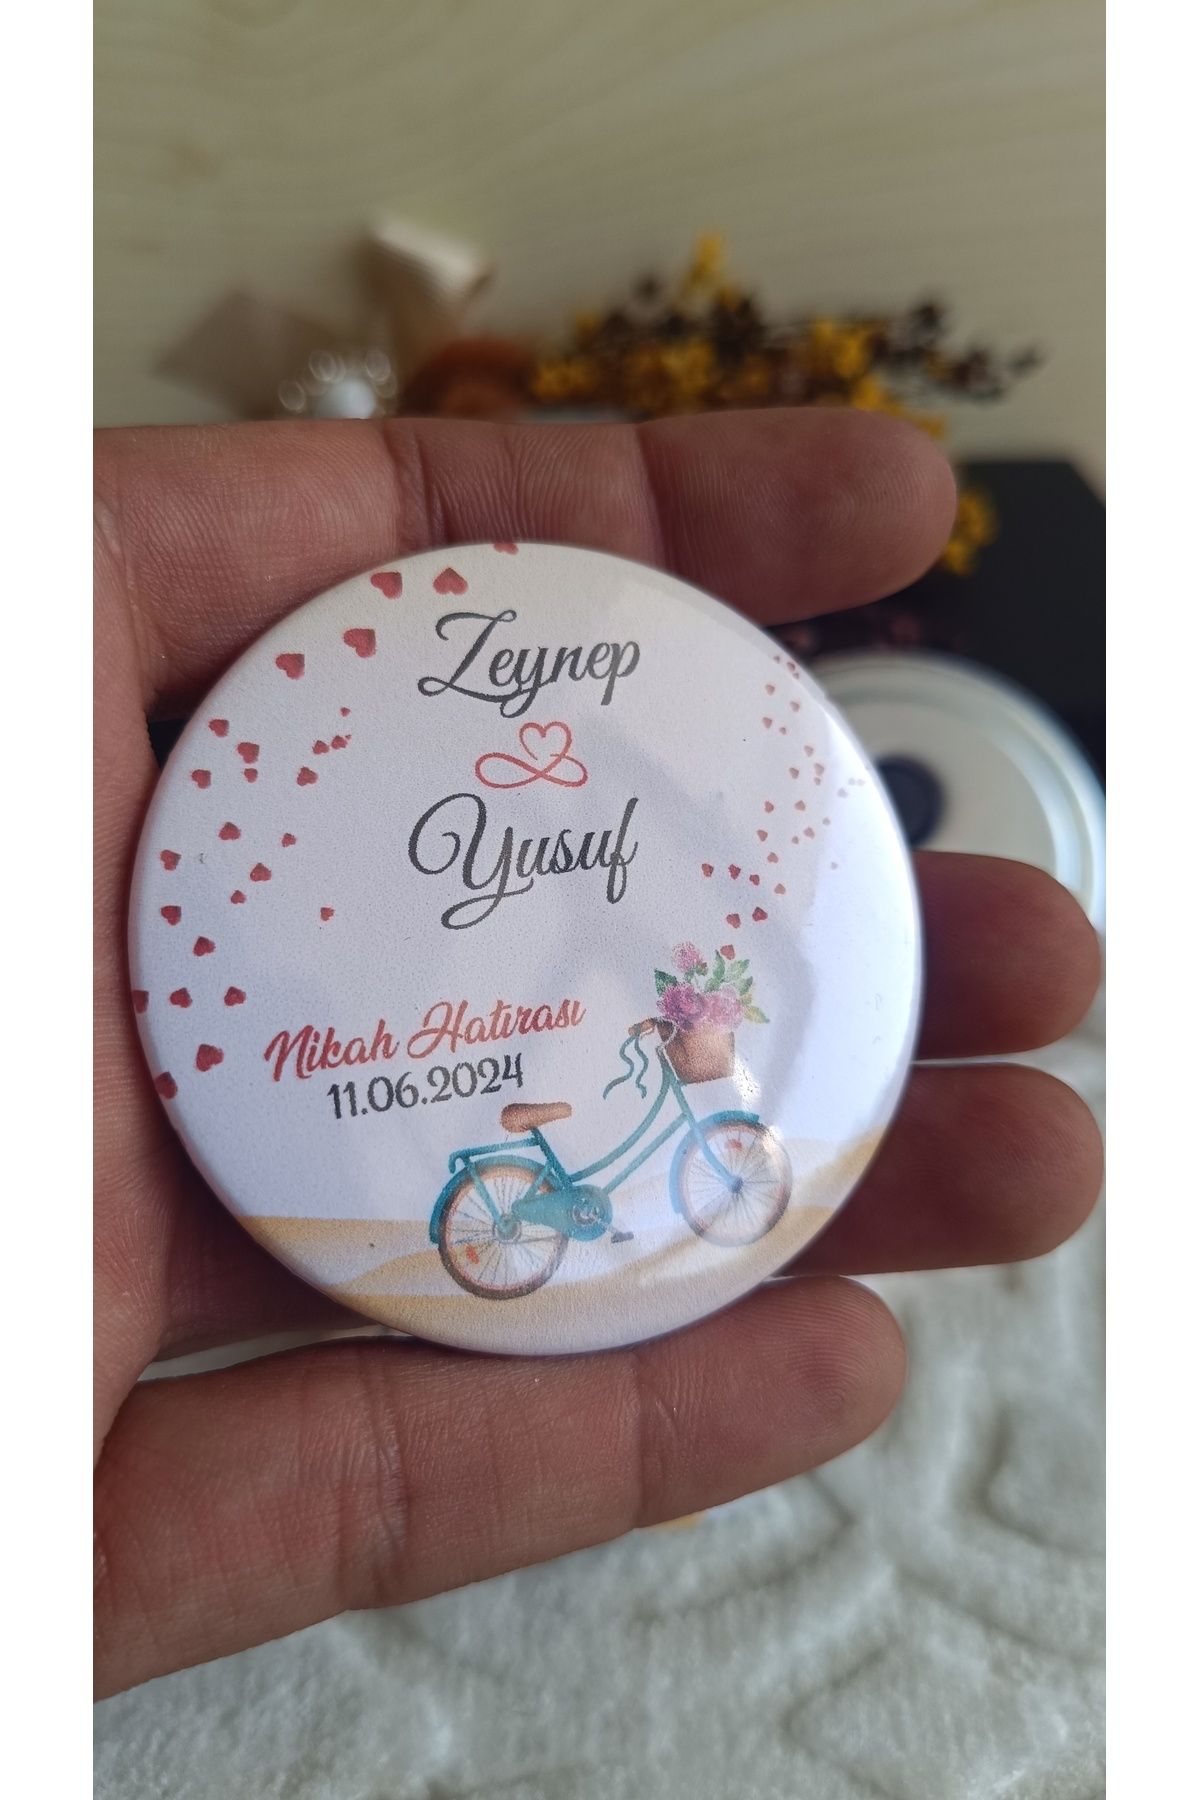 Zeynep
Yusuf
Nikah Hatırası
11.06.2024